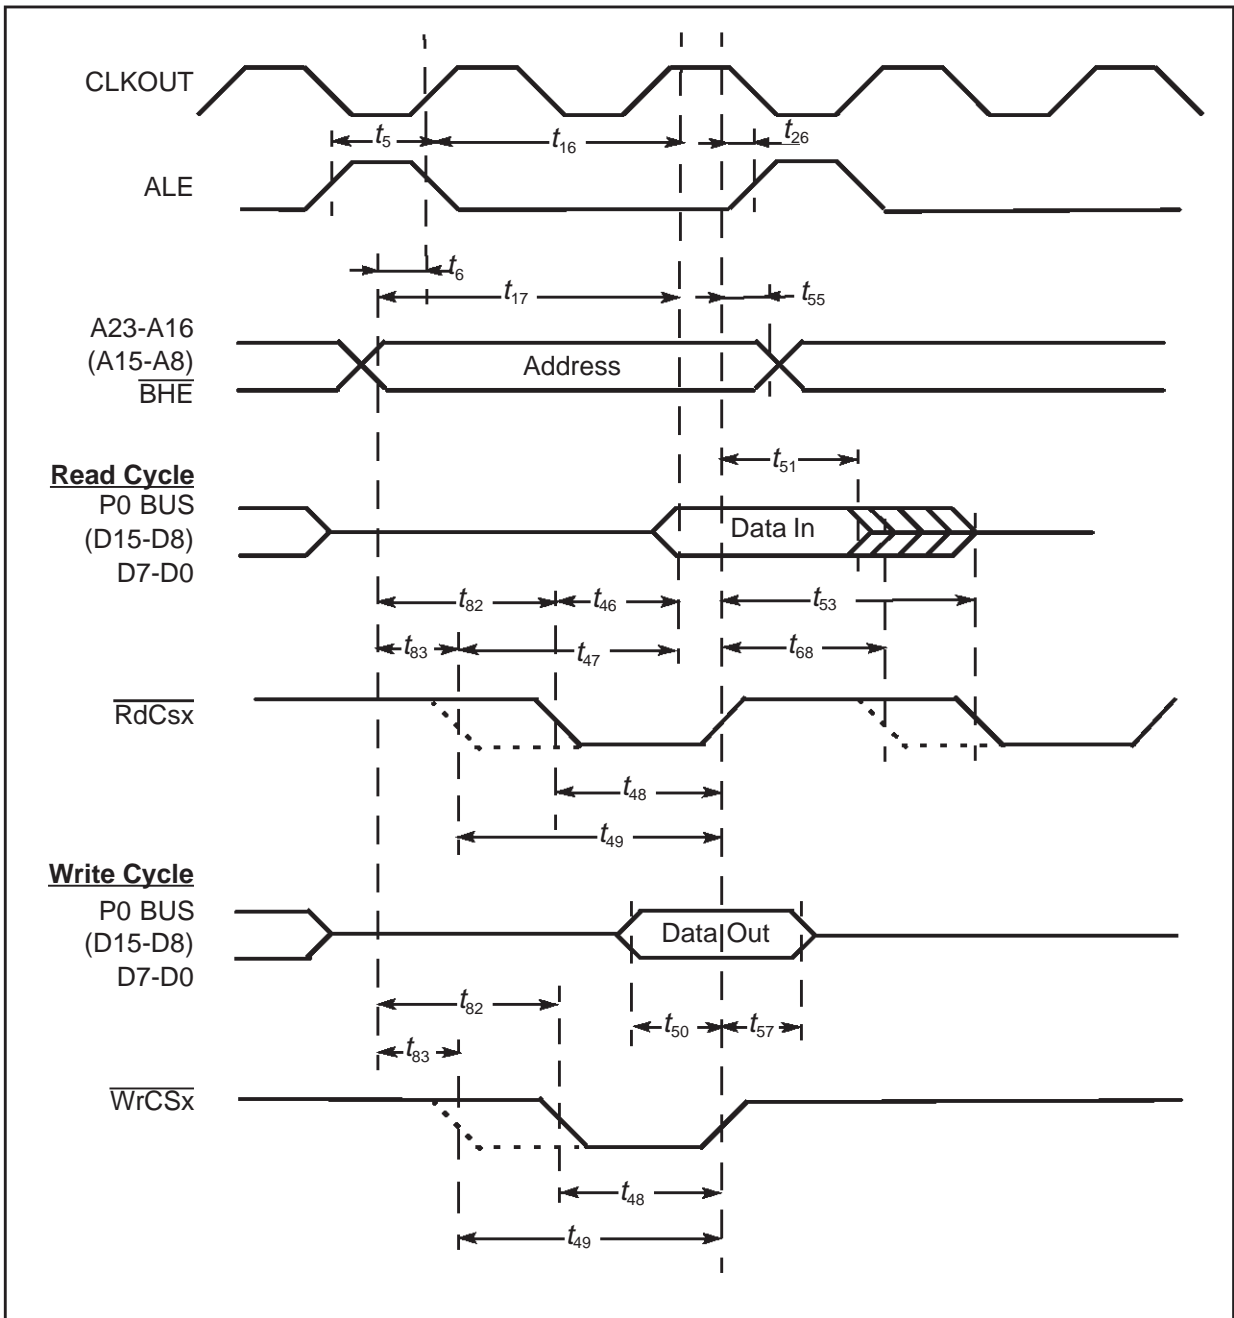 CLKOUT
t5
t16
t26
ALE
t6
t17
t55
A23-A16
(A15-A8)
BHE
Address
t51
Read Cycle
P0 BUS
(D15-D8)
D7-D0
Data In
t82
t46
t53
t83
t47
t68
RdCsx
t48
t49
Write Cycle
P0 BUS
(D15-D8)
D7-D0
Data Out
t82
t50
t57
t83
WrCSx
t48
t49